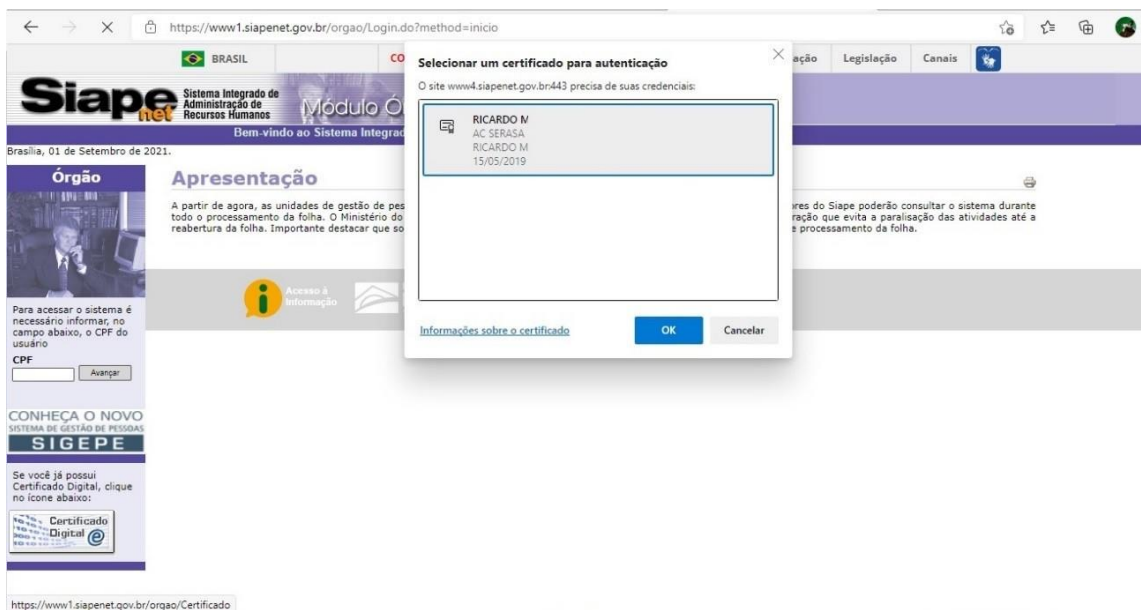 https://www1.siapenet.gov.br/orgao/Login.do?method=inicio
BRASIL
CO
ação
Legislação
Canais
Siape
net
Sistema Integrado de
Administração de
Recursos Humanos
Módulo Ó
Bem-vindo ao Sistema Integrad
Brasília, 01 de Setembro de 2021.
Selecionar um certificado para autenticação
O site www4.siapenet.gov.br:443 precisa de suas credenciais:
RICARDO M
AC SERASA
RICARDO M
15/05/2019
Informações sobre o certificado
OK
Cancelar
Órgão
Apresentação
A partir de agora, as unidades de gestão de pes
ores do Siape poderão consultar o sistema durante
todo o processamento da folha. O Ministério do
ração que evita a paralisação das atividades até a
reabertura da folha. Importante destacar que so
e processamento da folha.
Acesso à
Informação
Para acessar o sistema é
necessário informar, no
campo abaixo, o CPF do
usuário
CPF
Avançar
CONHEÇA O NOVO
SISTEMA DE GESTÃO DE PESSOAS
SIGEPE
Se você já possui
Certificado Digital, clique
no ícone abaixo:
Certificado
Digital
https://www1.siapenet.gov.br/orgao/Certificado